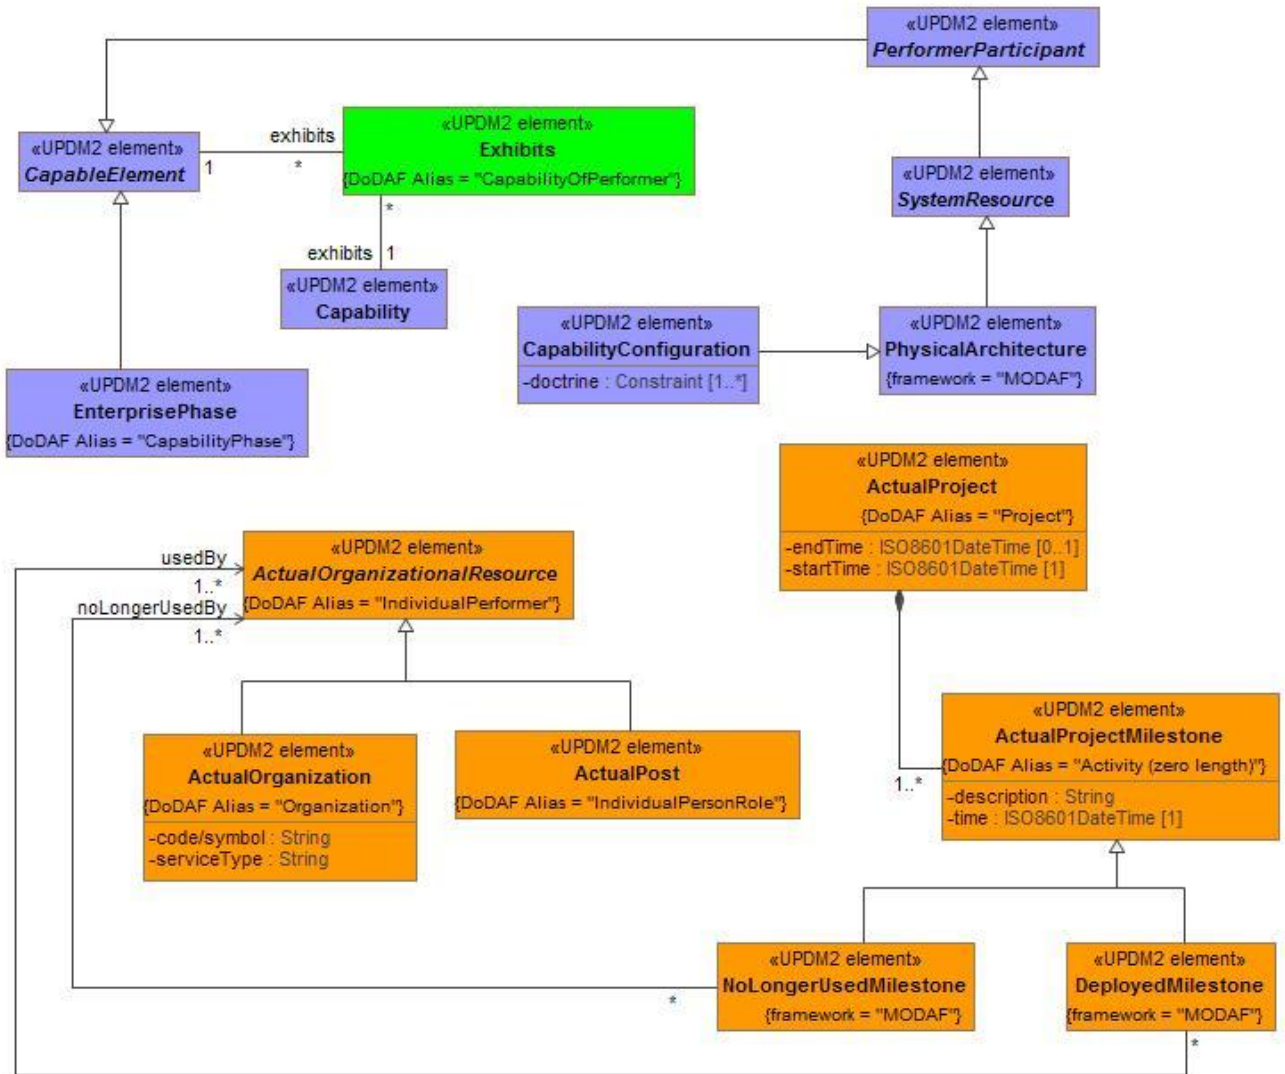 «UPDM2 element»
PerformerParticipant
«UPDM2 element»
CapableElement
1
exhibits
*
«UPDM2 element»
Exhibits
{DoDAF Alias = "CapabilityOfPerformer"}
*
exhibits
1
«UPDM2 element»
Capability
«UPDM2 element»
SystemResource
«UPDM2 element»
CapabilityConfiguration
-doctrine : Constraint [1..*]
«UPDM2 element»
PhysicalArchitecture
{framework = "MODAF"}
«UPDM2 element»
EnterprisePhase
{DoDAF Alias = "CapabilityPhase"}
«UPDM2 element»
ActualProject
{DoDAF Alias = "Project"}
-endTime : ISO8601DateTime [0..1]
-startTime : ISO8601DateTime [1]
usedBy
1..*
noLongerUsedBy
1..*
«UPDM2 element»
ActualOrganizationalResource
{DoDAF Alias = "IndividualPerformer"}
«UPDM2 element»
ActualOrganization
{DoDAF Alias = "Organization"}
-code/symbol : String
-serviceType : String
«UPDM2 element»
ActualPost
{DoDAF Alias = "IndividualPersonRole"}
1..*
«UPDM2 element»
ActualProjectMilestone
{DoDAF Alias = "Activity (zero length)"}
-description : String
-time : ISO8601DateTime [1]
*
«UPDM2 element»
NoLongerUsedMilestone
{framework = "MODAF"}
«UPDM2 element»
DeployedMilestone
{framework = "MODAF"}
*